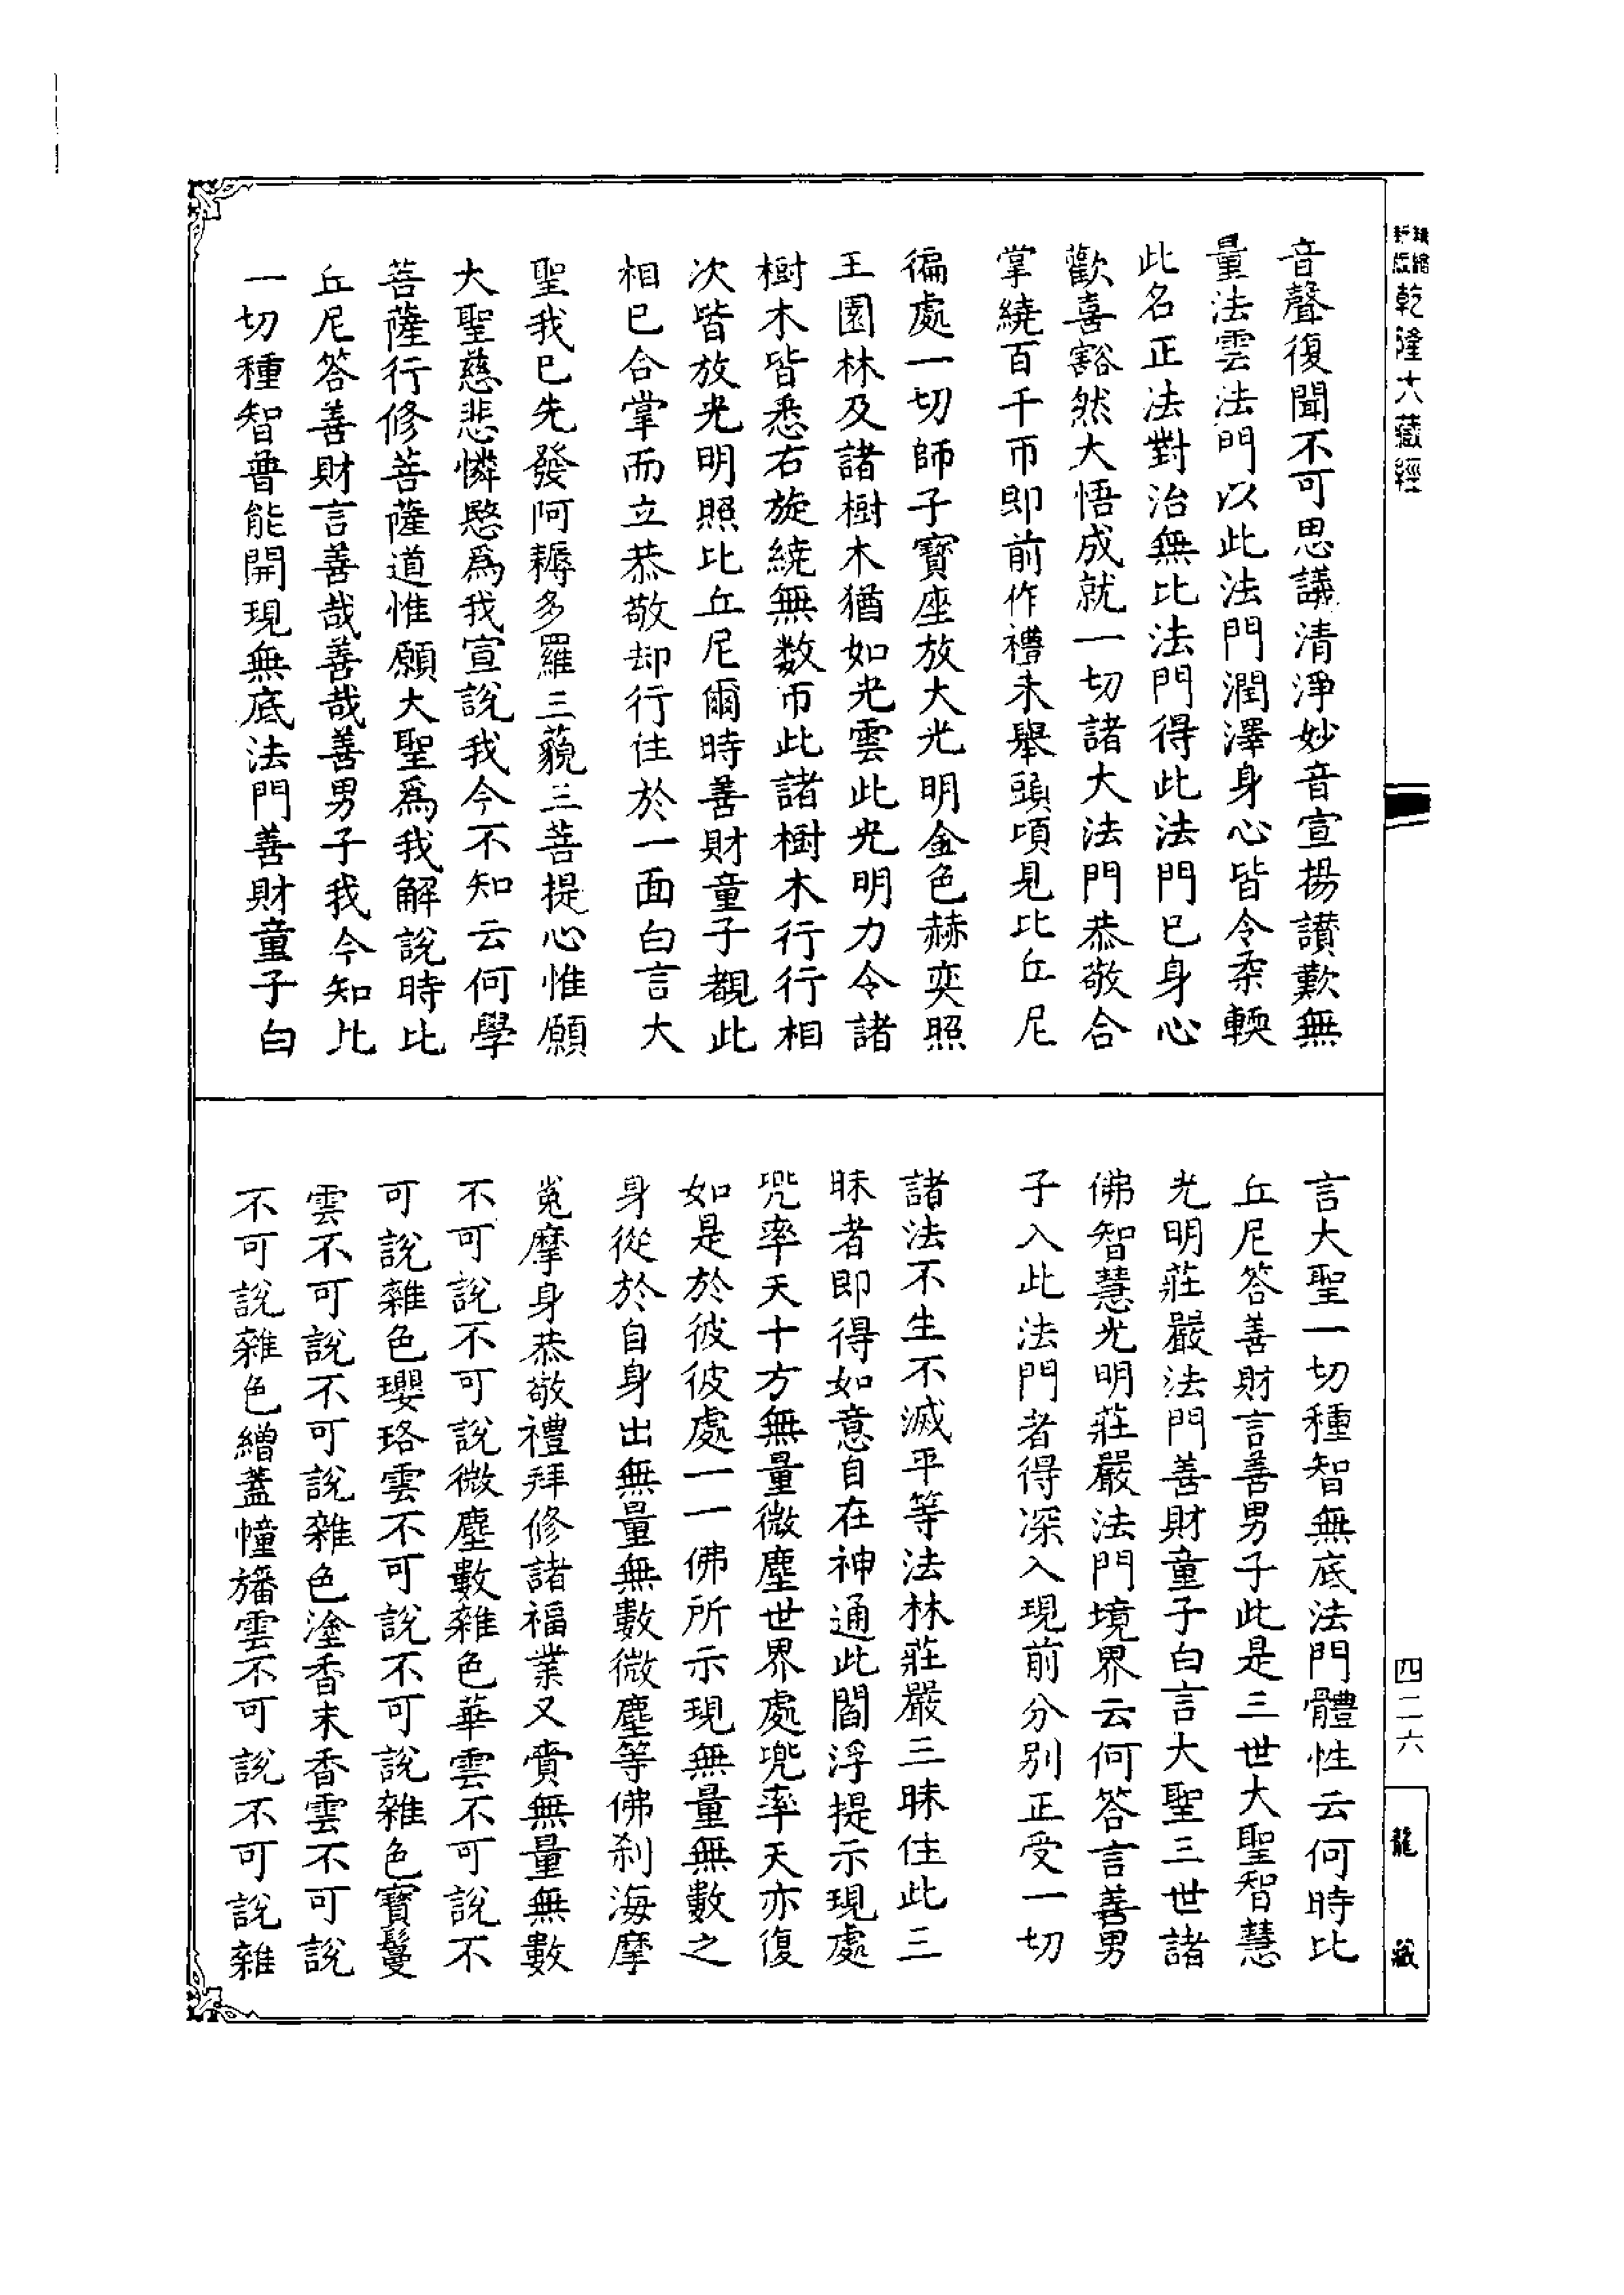 乾隆大藏經
音聲復聞不可思議清淨妙音宣揚讃歎無
量法雲法門以此法門潤澤身心皆令柔輭
此名正法對治無比法門得此法門已身心
歡喜豁然大悟成就一切諸大法門恭敬合
掌繞百千帀即前作禮未舉頭頃見比丘尼
徧處一切師子寶座放大光明金色赫奕照
王園林及諸樹木猶如光雲此光明力令諸
樹木皆悉右旋繞無数帀此諸樹木行行相
次皆放光明照比丘尼爾時善財童子覩此
相已合掌而立恭敬却行住於一面白言大
聖我已先發阿耨多羅三藐三菩提心惟願
大聖慈悲憐愍爲我宣說我今不知云何學
菩薩行修菩薩道惟願大聖爲我解說時比
丘尼答善財言善哉善哉善男子我今知比
一切種智普能開現無底法門善財童子白
言大聖一切種智無底法門體性云何時比
丘尼答善財言善男子此是三世大聖智慧
光明莊嚴法門善財童子白言大聖三世諸
佛智慧光明莊嚴法門境界云何答言善男
子入此法門者得深入現前分別正受一切
諸法不生不滅平等法林莊嚴三昧住此三
昧者即得如意自在神通此閻浮提示現處
兜率天十方無量微塵世界處兜率天亦復
如是於彼彼處一一佛所示現無量無數之
身從於自身出無量無數微塵等佛刹海摩
㝹摩身恭敬禮拜修諸福業又賷無量無數
不可說不可說微塵數雜色華雲不可說不
可說雜色瓔珞雲不可說不可說雜色寶鬘
雲不可說不可說雜色塗香末香雲不可說
不可說雜色繒蓋幢旛雲不可說不可說雜
四二六
龍藏